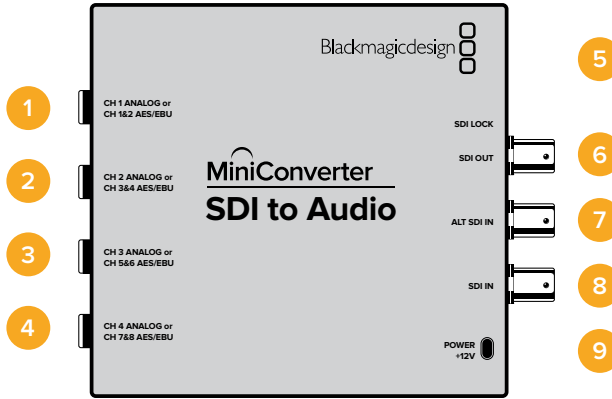 Blackmagicdesign
1
CH 1 ANALOG or
CH 1&2 AES/EBU
2
CH 2 ANALOG or
CH 3&4 AES/EBU
3
CH 3 ANALOG or
CH 5&6 AES/EBU
4
CH 4 ANALOG or
CH 7&8 AES/EBU
MiniConverter
SDI to Audio
5
SDI LOCK
SDI OUT
6
ALT SDI IN
7
SDI IN
8
POWER
+12V
9